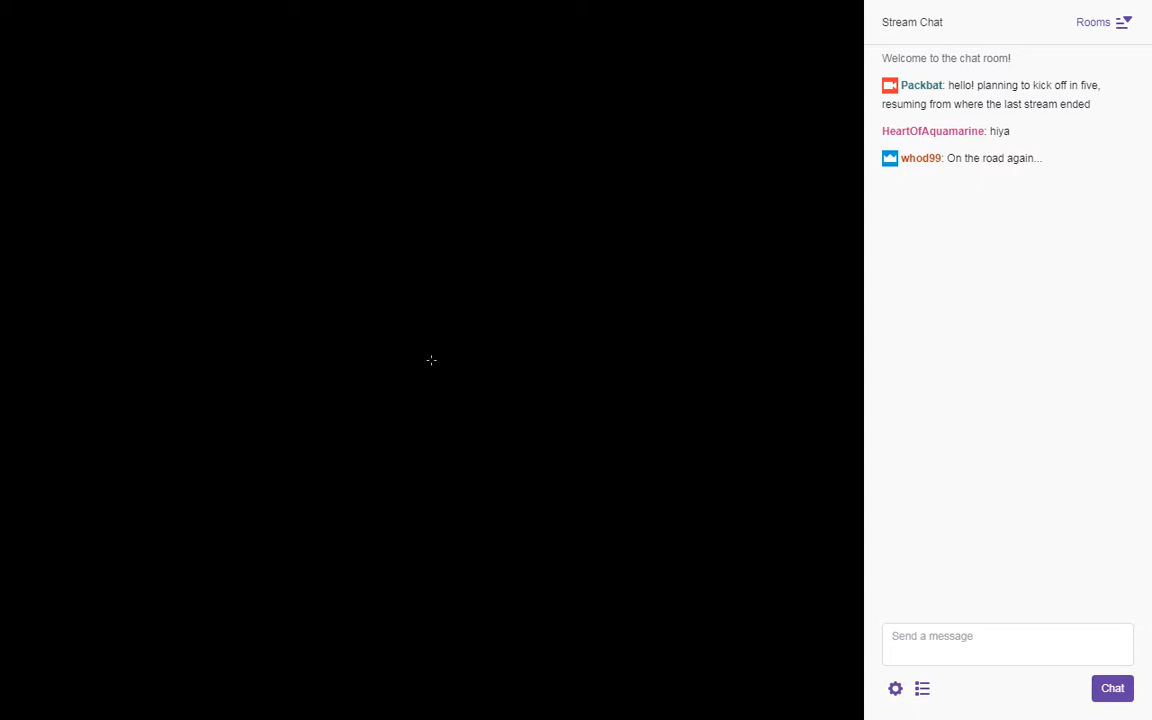 Stream Chat
Rooms
Welcome to the chat room!
Packbat: hello! planning to kick off in five,
resuming from where the last stream ended
HeartOfAquamarine: hiya
whod99: On the road again...
Send a message
Chat